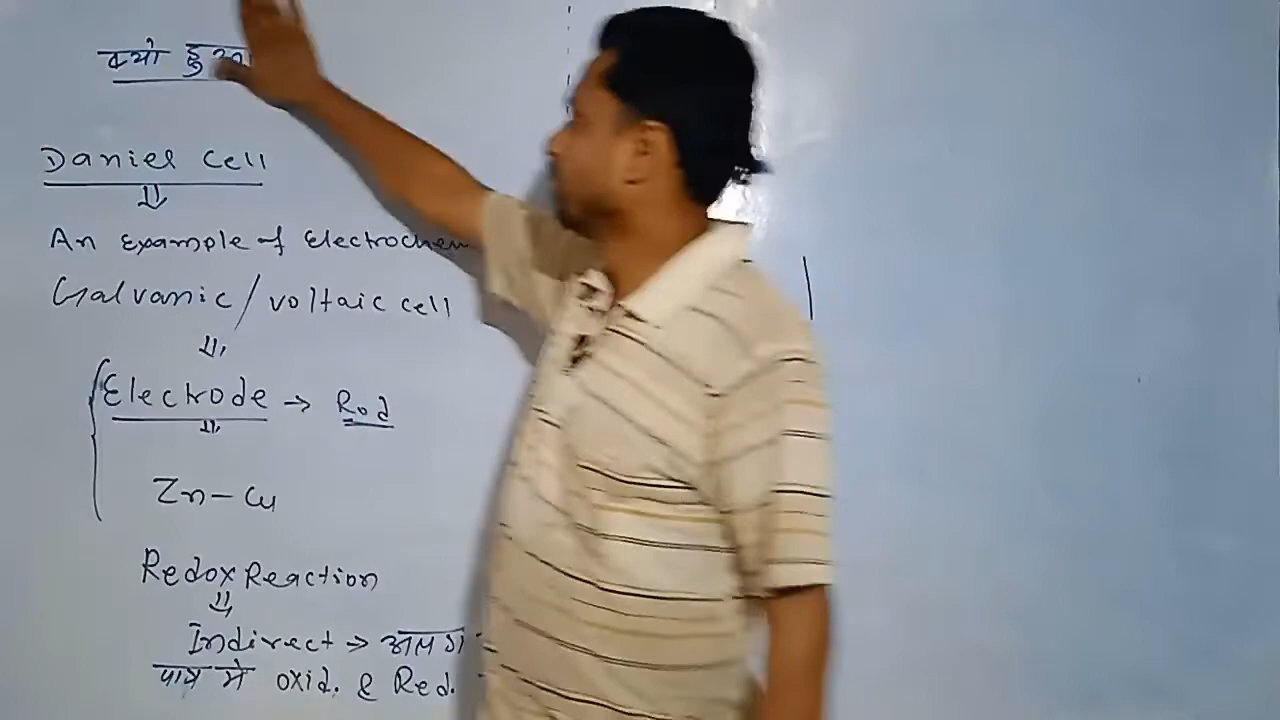 क्यों
Daniel Cell
An Example of Electrochem
Galvanic/voltaic cell
Electrode → Rod
Zn-Cu
Redox Reaction
Indirect → अलग
पात्र में oxid. & Red.